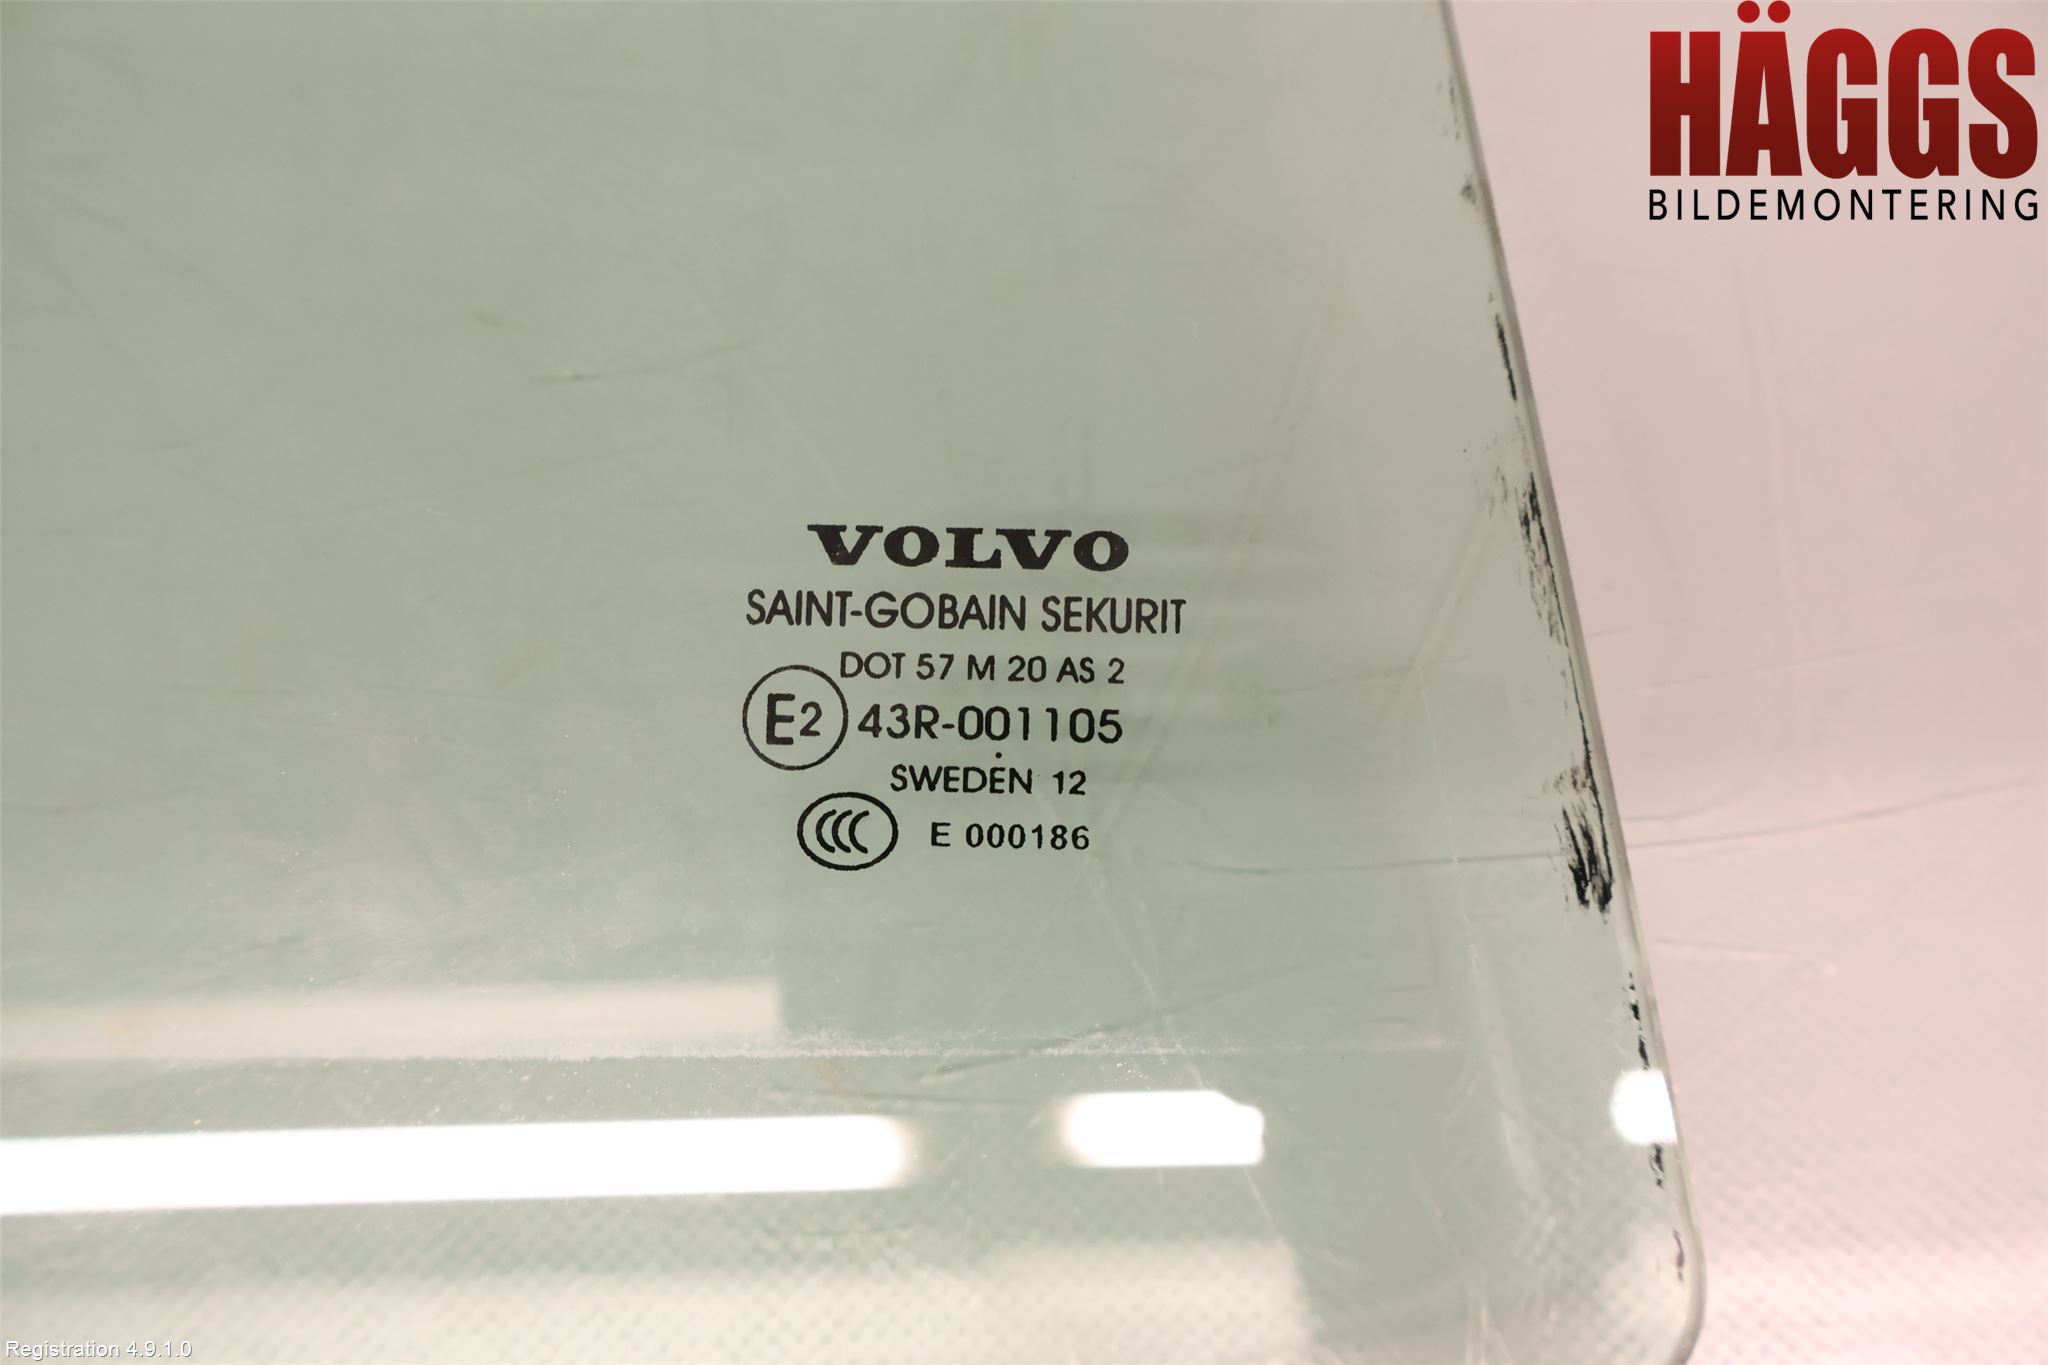 HÄGGS
BILDEMONTERING
VOLVO
SAINT-GOBAIN SEKURIT
DOT 57 M 20 AS 2
E2 43R-001105
SWEDEN 12
CCC E 000186
Registration 4.9.1.0